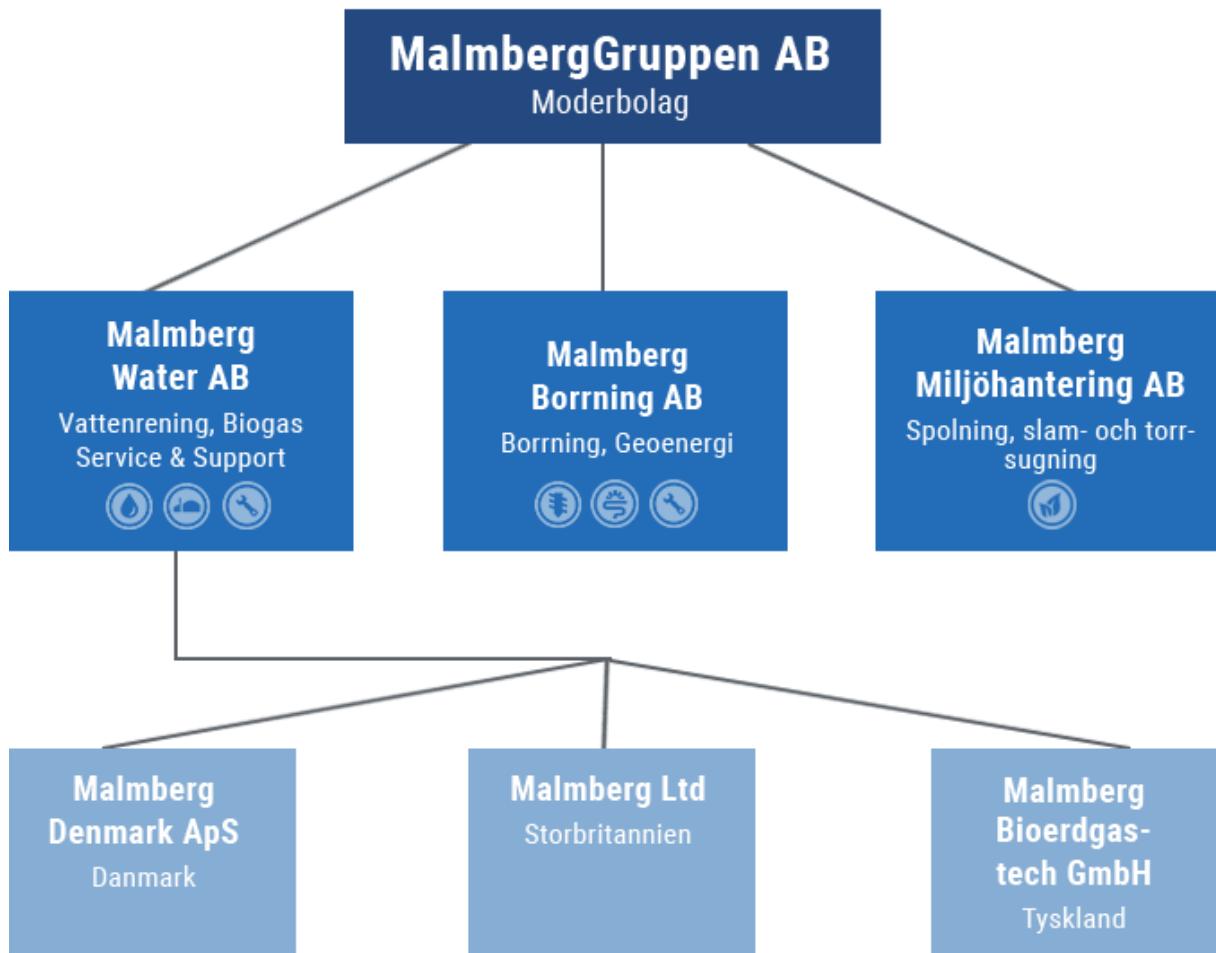 MalmbergGruppen AB
Moderbolag
Malmberg
Water AB
Vattenrening, Biogas
Service & Support
Malmberg
Borrning AB
Borrning, Geoenergi
Malmberg
Miljöhantering AB
Spolning, slam- och torr-
sugning
Malmberg
Denmark ApS
Danmark
Malmberg Ltd
Storbritannien
Malmberg
Bioerdgas-
tech GmbH
Tyskland